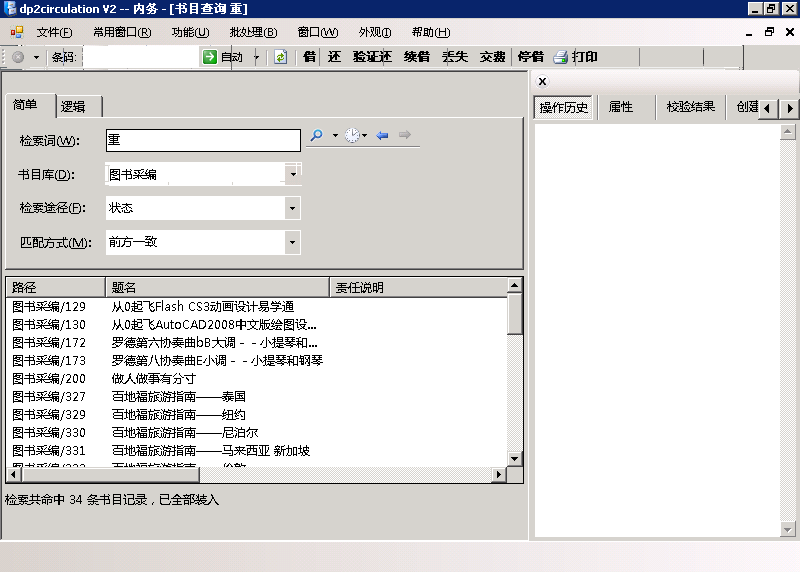 dp2circulation V2 -- 内务 - [书目查询 重]
文件(F) 常用窗口(R) 功能(U) 批处理(B) 窗口(W) 外观(I) 帮助(H)
条码: 自动 借 还 验证还 续借 丢失 交费 停借 打印
简单 逻辑
检索词(W): 重
书目库(D): 图书采编
检索途径(F): 状态
匹配方式(M): 前方一致
操作历史 属性 校验结果 创建
路径 题名 责任说明
图书采编/129 从0起飞Flash CS3动画设计易学通
图书采编/130 从0起飞AutoCAD2008中文版绘图设...
图书采编/172 罗德第六协奏曲bB大调－－小提琴和...
图书采编/173 罗德第八协奏曲E小调－－小提琴和钢琴
图书采编/200 做人做事有分寸
图书采编/327 百地福旅游指南——泰国
图书采编/329 百地福旅游指南——纽约
图书采编/330 百地福旅游指南——尼泊尔
图书采编/331 百地福旅游指南——马来西亚 新加坡
检索共命中 34 条书目记录，已全部装入